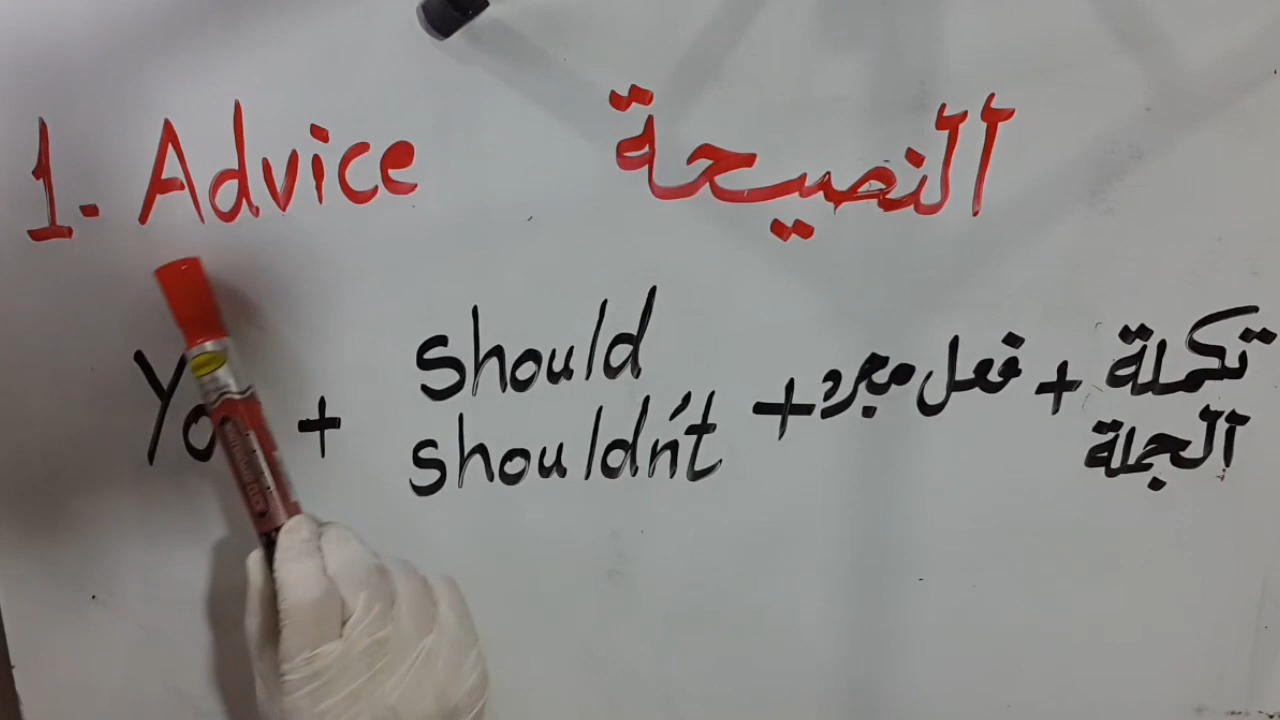 1. Advice النصيحة
Yo + should + فعل مجرد + تكملة
shouldn't الجملة